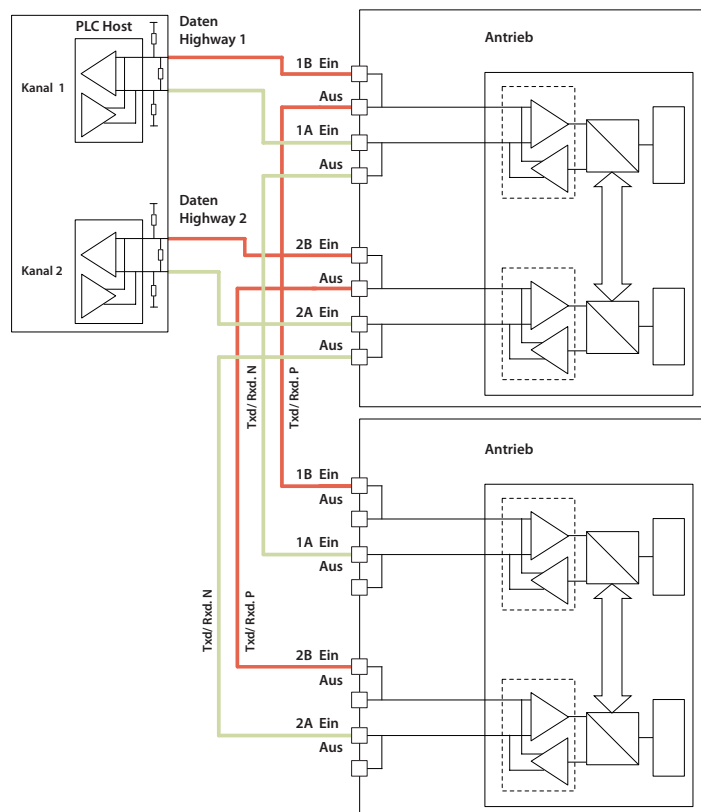 PLC Host
Daten
Highway 1
Kanal 1
Daten
Highway 2
Kanal 2
Antrieb
1B Ein
Aus
1A Ein
Aus
2B Ein
Aus
2A Ein
Aus
Txd/ Rxd. N
Txd/ Rxd. P
Antrieb
1B Ein
Aus
1A Ein
Aus
Txd/ Rxd. N
Txd/ Rxd. P
2B Ein
Aus
2A Ein
Aus